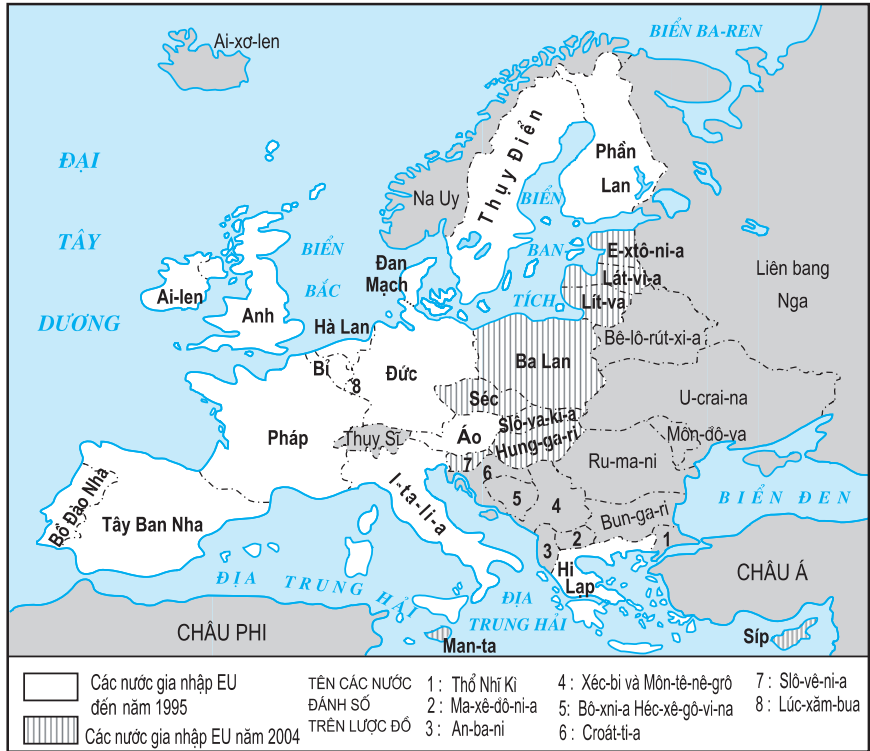 Ai-xơ-len
BIỂN BA-REN
ĐẠI
TÂY
DƯƠNG
Na Uy
Thụy Điển
Phần
Lan
BIỂN
BAN
TÍCH
BIỂN
BẮC
Đan
Mạch
E-xtô-ni-a
Lát-vi-a
Lít-va
Liên bang
Nga
Ai-len
Anh
Hà Lan
Bỉ
8
Đức
Ba Lan
Bê-lô-rút-xi-a
Séc
U-crai-na
Slô-va-ki-a
Pháp
Thụy Sĩ
Áo
Hung-ga-ri
Môn-đô-va
7
6
Ru-ma-ni
I-ta-li-a
5
4
BIỂN ĐEN
Bồ Đào Nha
Tây Ban Nha
Bun-ga-ri
3
2
1
Hi
Lạp
CHÂU Á
ĐỊA
TRUNG HẢI
ĐỊA
TRUNG HẢI
CHÂU PHI
Man-ta
Síp
Các nước gia nhập EU
đến năm 1995
Các nước gia nhập EU năm 2004
TÊN CÁC NƯỚC
ĐÁNH SỐ
TRÊN LƯỢC ĐỒ
1 : Thổ Nhĩ Kì
2 : Ma-xê-đô-ni-a
3 : An-ba-ni
4 : Xéc-bi và Môn-tê-nê-grô
5: Bô-xni-a Héc-xê-gô-vi-na
6 : Croát-ti-a
7 : Slô-vê-ni-a
8 : Lúc-xăm-bua